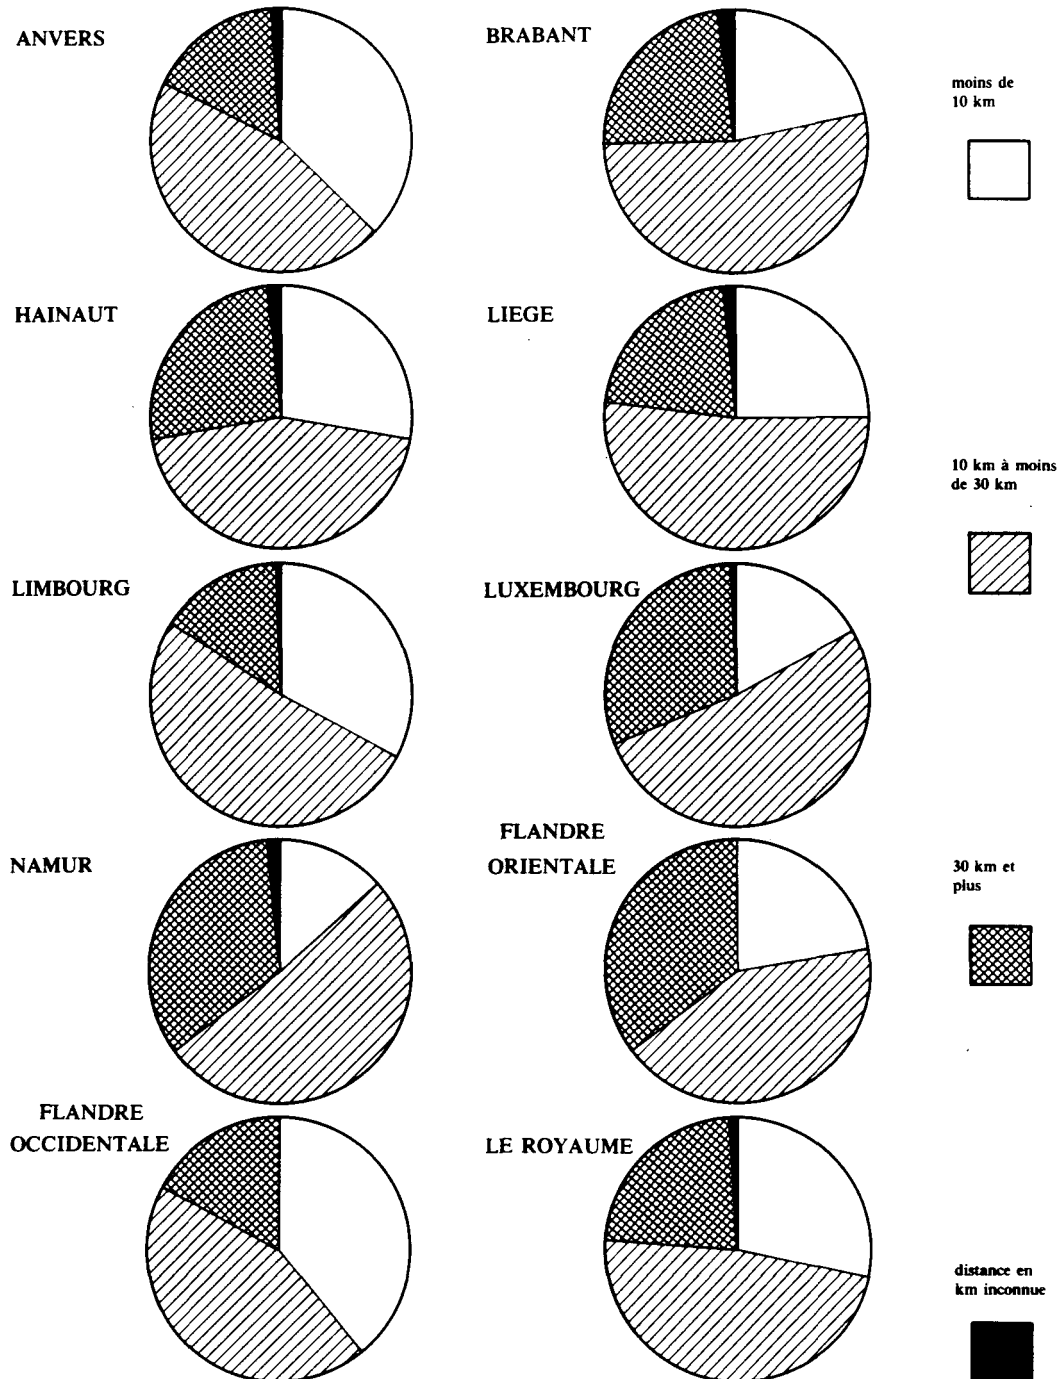 ANVERS
BRABANT
moins de
10 km
HAINAUT
LIEGE
10 km à moins
de 30 km
LIMBOURG
LUXEMBOURG
NAMUR
FLANDRE
ORIENTALE
30 km et
plus
FLANDRE
OCCIDENTALE
LE ROYAUME
distance en
km inconnue